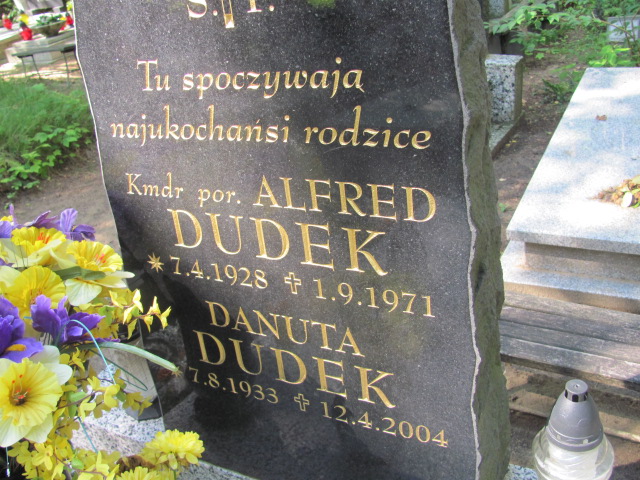 Ś. P.
Tu spoczywają
najukochańsi rodzice
Kmdr por. ALFRED
DUDEK
* 7.4.1928 ✝ 1.9.1971
DANUTA
DUDEK
7.8.1933 ✝ 12.4.2004